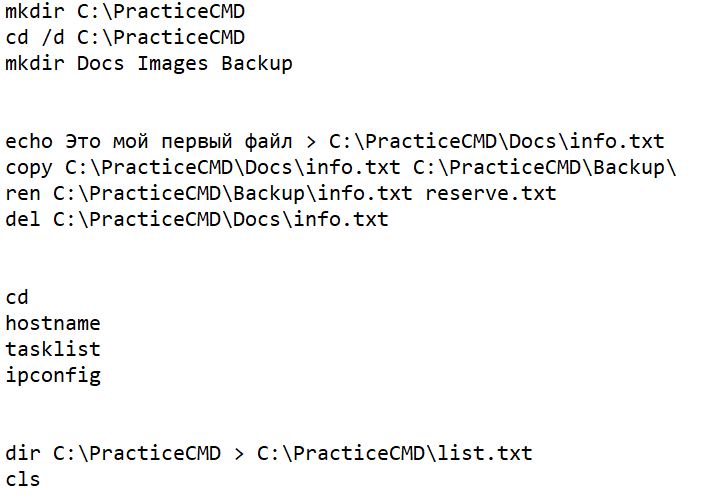 mkdir C:\PracticeCMD
cd /d C:\PracticeCMD
mkdir Docs Images Backup
echo Это мой первый файл > C:\PracticeCMD\Docs\info.txt
copy C:\PracticeCMD\Docs\info.txt C:\PracticeCMD\Backup\
ren C:\PracticeCMD\Backup\info.txt reserve.txt
del C:\PracticeCMD\Docs\info.txt
cd
hostname
tasklist
ipconfig
dir C:\PracticeCMD > C:\PracticeCMD\list.txt
cls